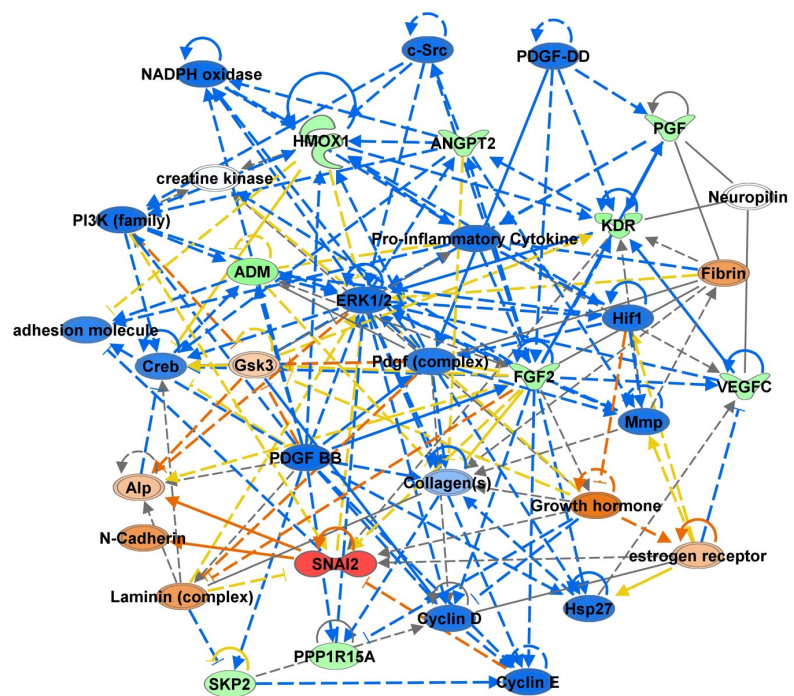 c-Src
PDGF-DD
NADPH oxidase
PGF
HMOX1
ANGPT2
creatine kinase
Neuropilin
PI3K (family)
KDR
Pro-inflammatory Cytokine
ADM
Fibrin
ERK1/2
Hif1
adhesion molecule
Pdgf (complex)
Creb
Gsk3
FGF2
VEGFC
Mmp
PDGF BB
Alp
Collagen(s)
Growth hormone
N-Cadherin
SNAI2
estrogen receptor
Laminin (complex)
Hsp27
Cyclin D
PPP1R15A
SKP2
Cyclin E